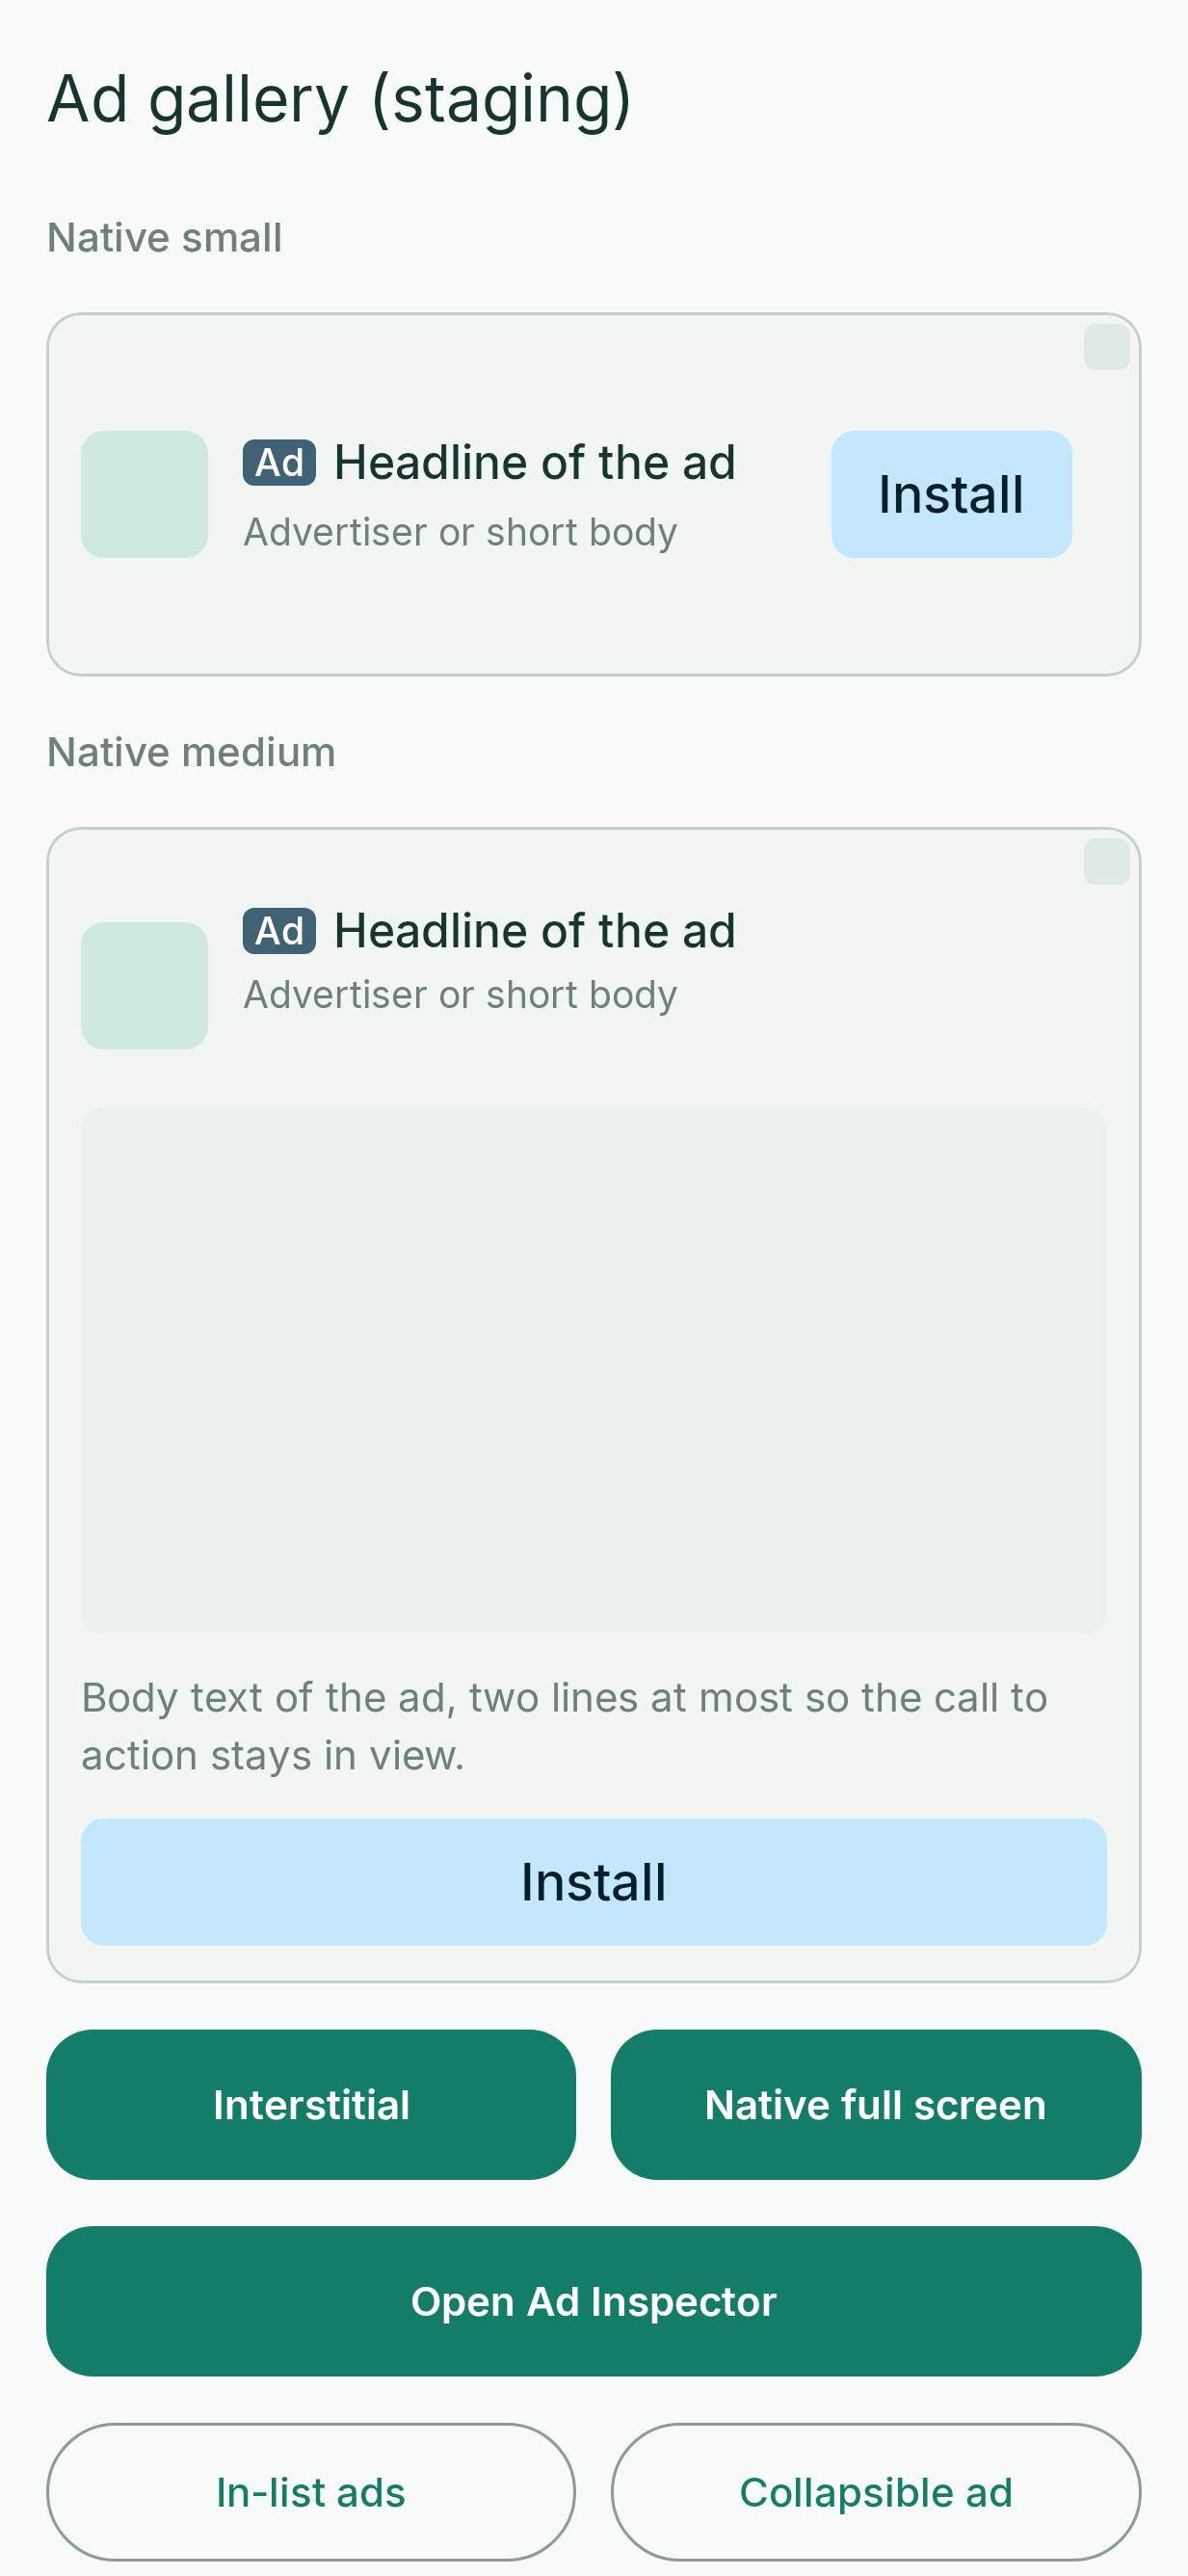 Ad gallery (staging)
Native small
Ad Headline of the ad
Advertiser or short body
Install
Native medium
Ad Headline of the ad
Advertiser or short body
Body text of the ad, two lines at most so the call to
action stays in view.
Install
Interstitial
Native full screen
Open Ad Inspector
In-list ads
Collapsible ad